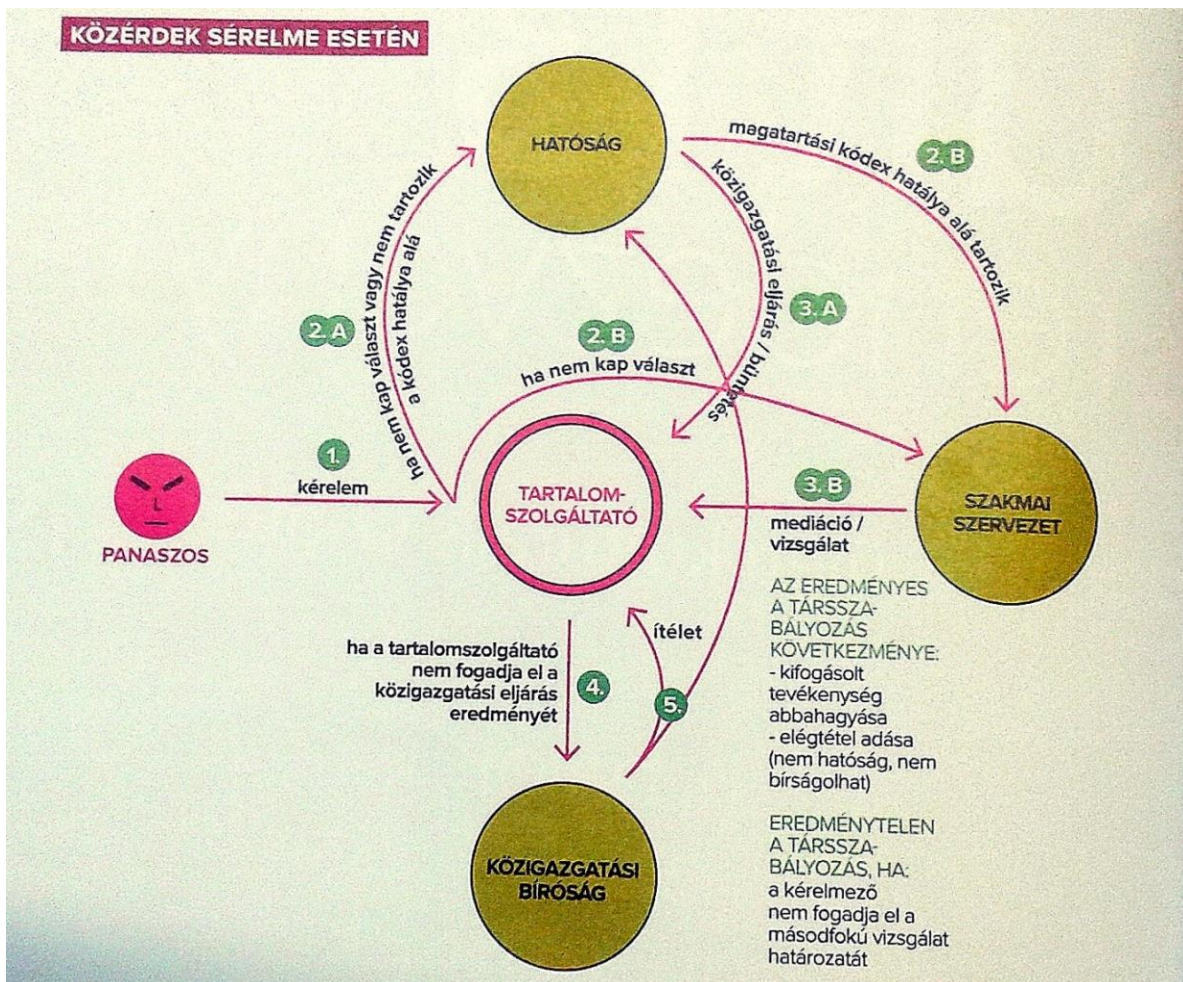 KÖZÉRDEK SÉRELME ESETÉN
HATÓSÁG
magatartási kódex hatálya alá tartozik
2. B
ha nem kap választ vagy nem tartozik
a kódex hatálya alá
2. A
közigazgatási eljárás / büntetés
3. A
2. B
ha nem kap választ
1.
kérelem
PANASZOS
TARTALOM-
SZOLGÁLTATÓ
3. B
mediáció /
vizsgálat
SZAKMAI
SZERVEZET
ha a tartalomszolgáltató
nem fogadja el a
közigazgatási eljárás
eredményét
4.
ítélet
5.
KÖZIGAZGATÁSI
BÍRÓSÁG
AZ EREDMÉNYES
A TÁRSSZA-
BÁLYOZÁS
KÖVETKEZMÉNYE:
- kifogásolt
tevékenység
abbahagyása
- elégtétel adása
(nem hatóság, nem
bírságolhat)
EREDMÉNYTELEN
A TÁRSSZA-
BÁLYOZÁS, HA:
a kérelmező
nem fogadja el a
másodfokú vizsgálat
határozatát